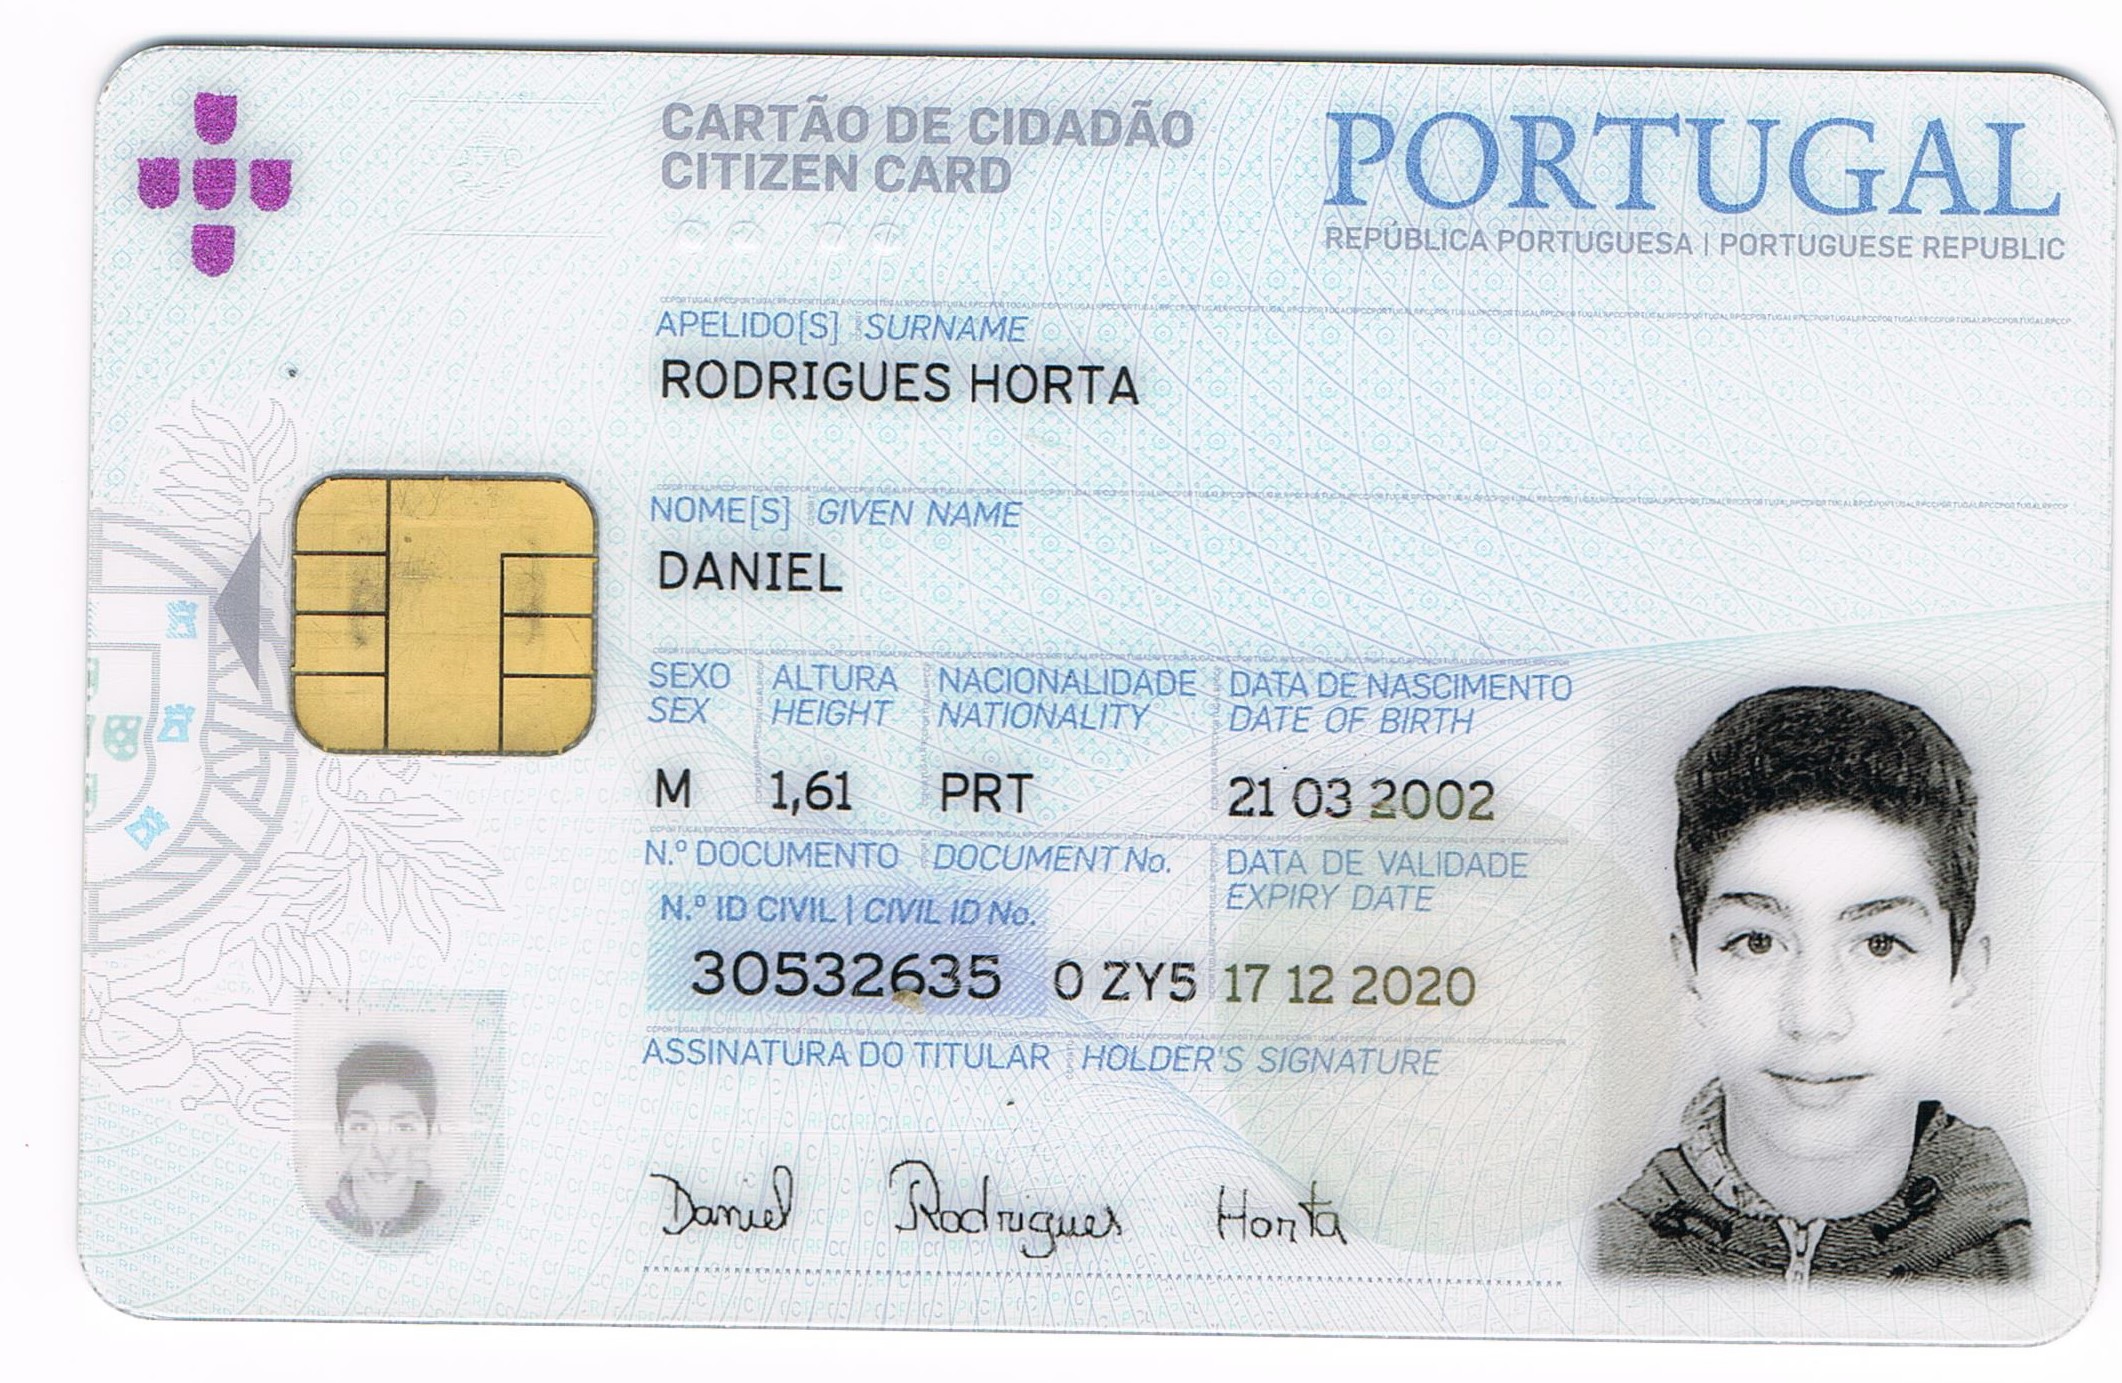 CARTÃO DE CIDADÃO
CITIZEN CARD
PORTUGAL
REPÚBLICA PORTUGUESA | PORTUGUESE REPUBLIC
APELIDO[S] SURNAME
RODRIGUES HORTA
NOME[S] GIVEN NAME
DANIEL
SEXO ALTURA NACIONALIDADE DATA DE NASCIMENTO
SEX HEIGHT NATIONALITY DATE OF BIRTH
M 1,61 PRT 21 03 2002
N.º DOCUMENTO DOCUMENT No. DATA DE VALIDADE
N.º ID CIVIL | CIVIL ID No. EXPIRY DATE
30532635 0 ZY5 17 12 2020
ASSINATURA DO TITULAR HOLDER'S SIGNATURE
Daniel Rodrigues Horta